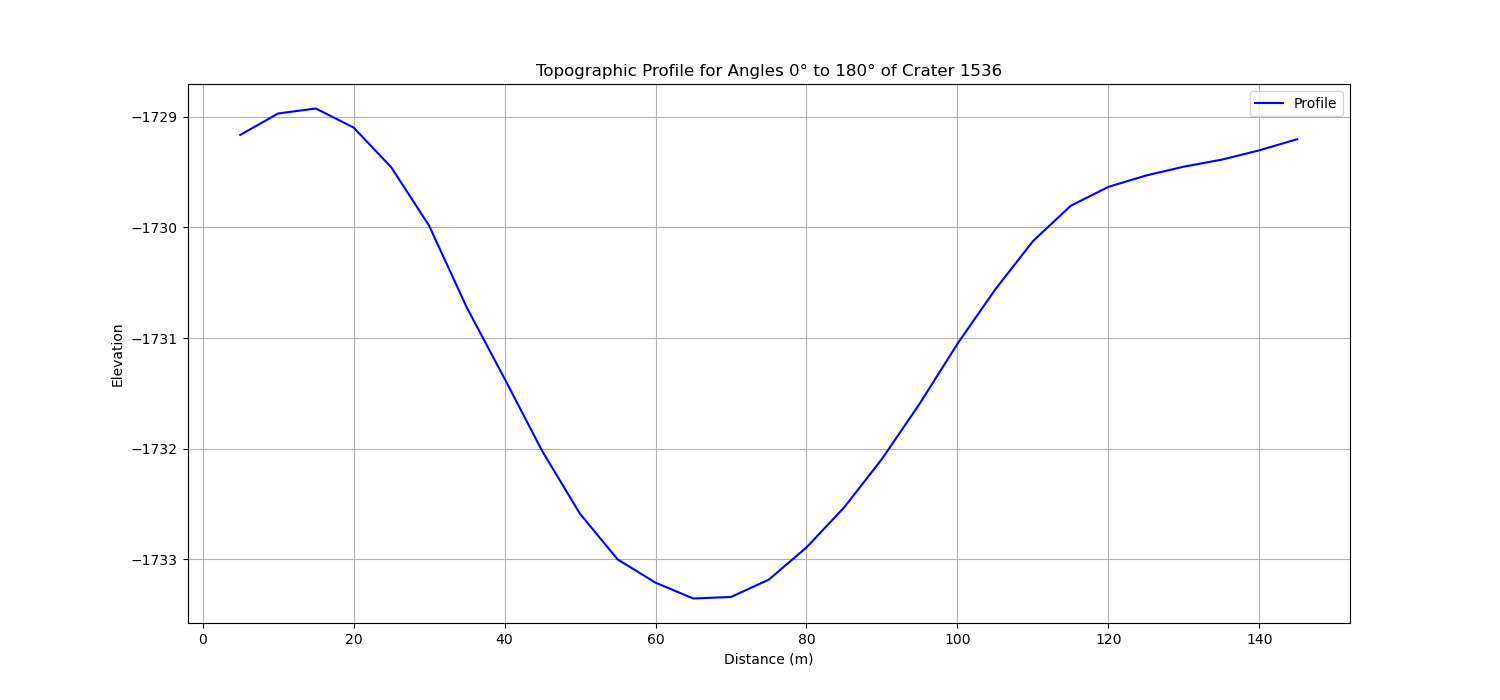 Topographic Profile for Angles 0° to 180° of Crater 1536
Profile
−1729
−1730
−1731
−1732
−1733
Elevation
0 20 40 60 80 100 120 140
Distance (m)